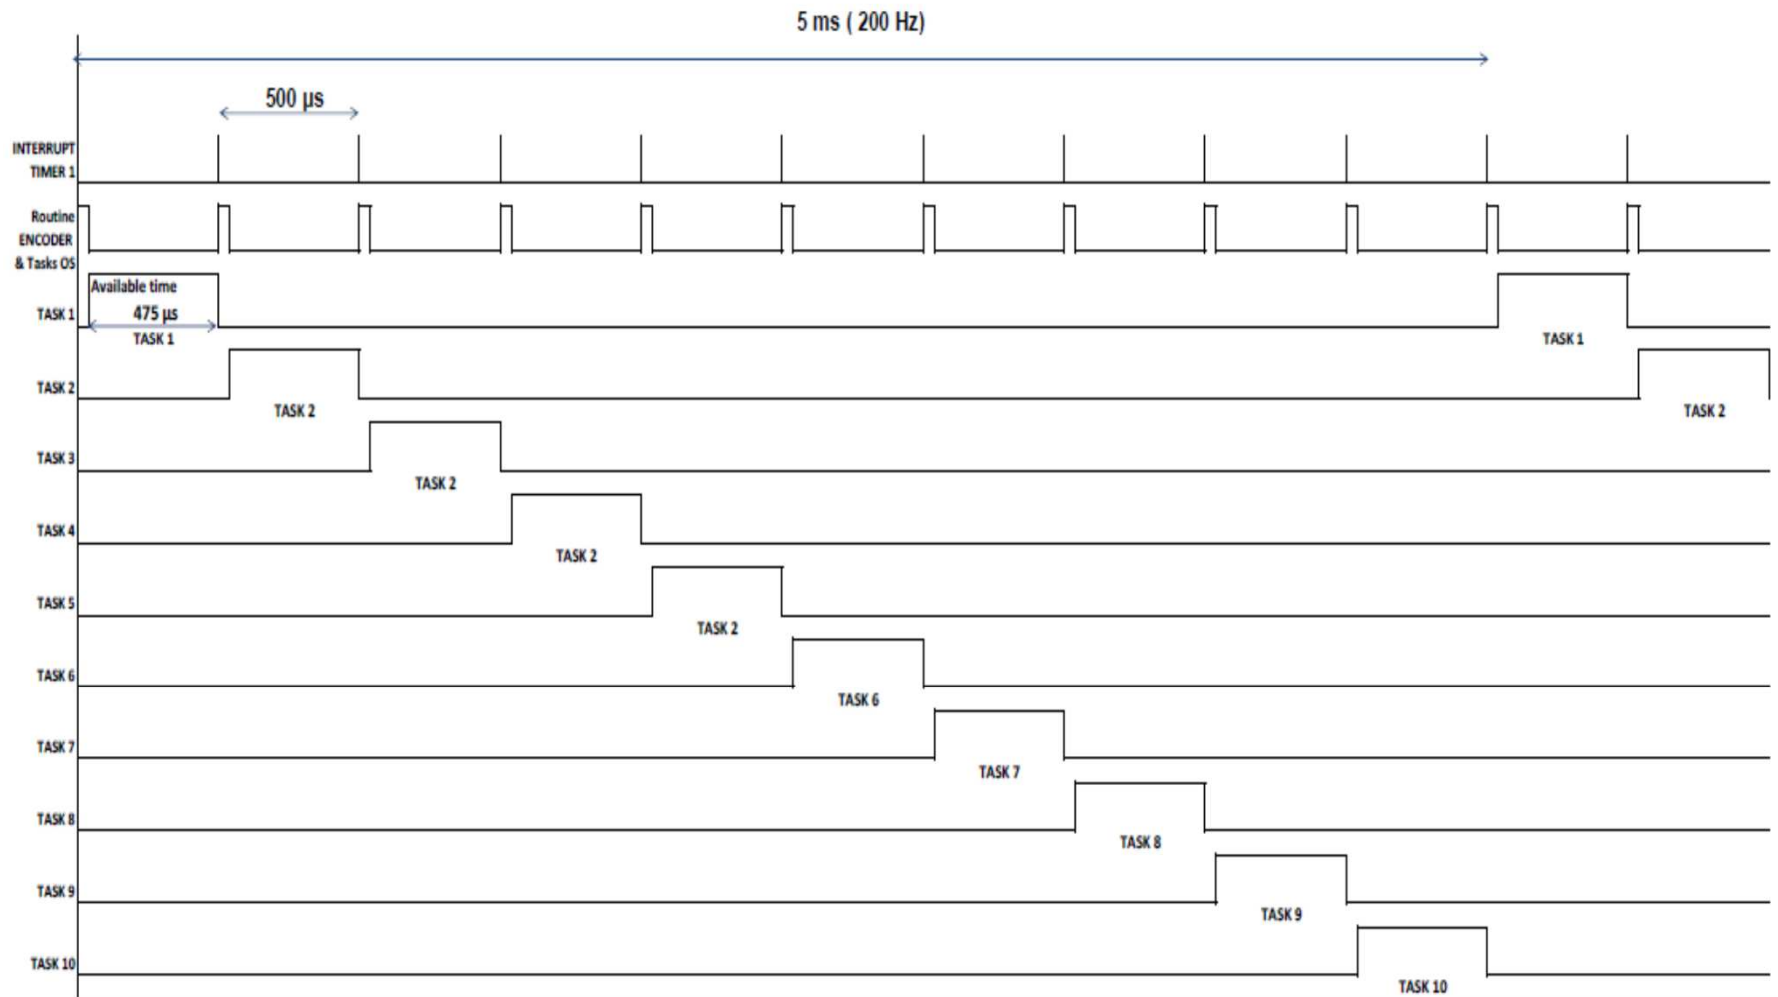 5 ms ( 200 Hz)
500 µs
INTERRUPT
TIMER 1
Routine
ENCODER
& Tasks OS
Available time
475 µs
TASK 1
TASK 1
TASK 1
TASK 2
TASK 2
TASK 2
TASK 3
TASK 2
TASK 4
TASK 2
TASK 5
TASK 2
TASK 6
TASK 6
TASK 7
TASK 7
TASK 8
TASK 8
TASK 9
TASK 9
TASK 10
TASK 10